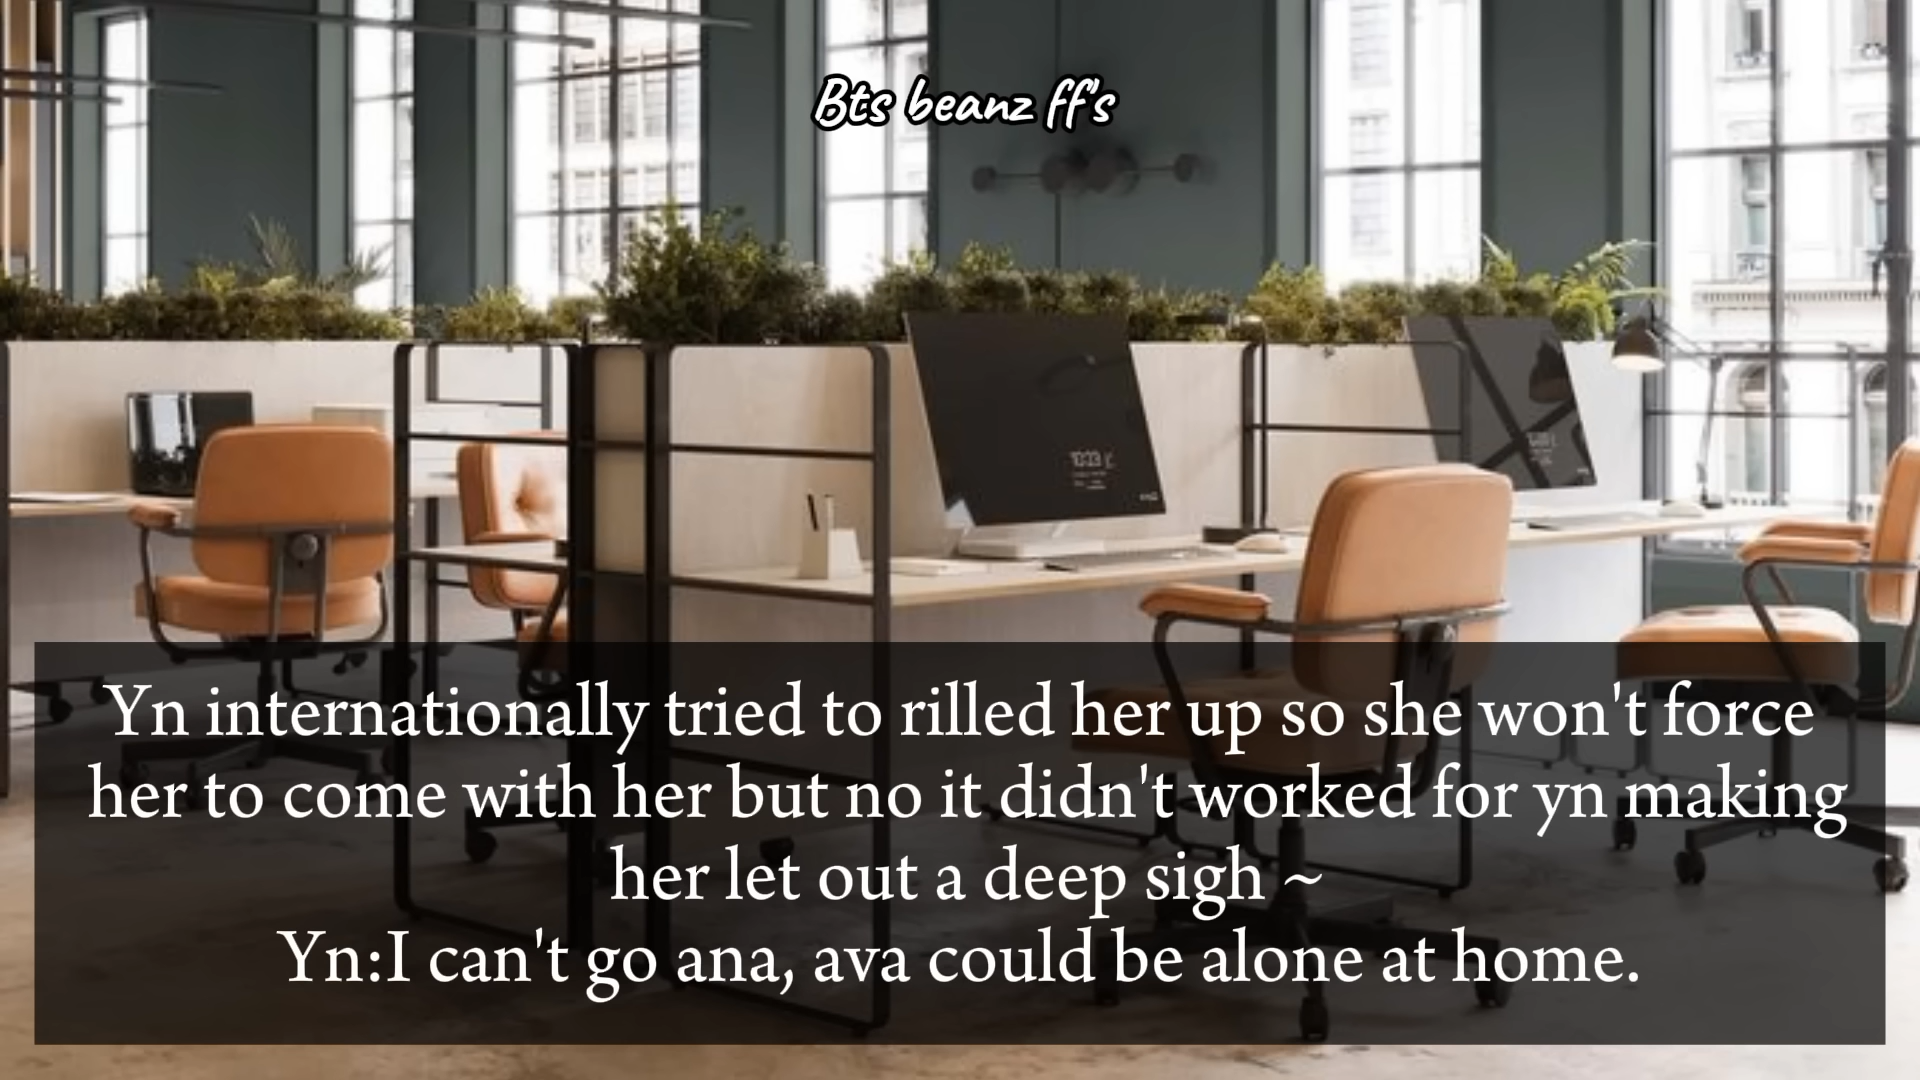 Bts beanz ff's
Yn internationally tried to rilled her up so she won't force
her to come with her but no it didn't worked for yn making
her let out a deep sigh ~
Yn:I can't go ana, ava could be alone at home.